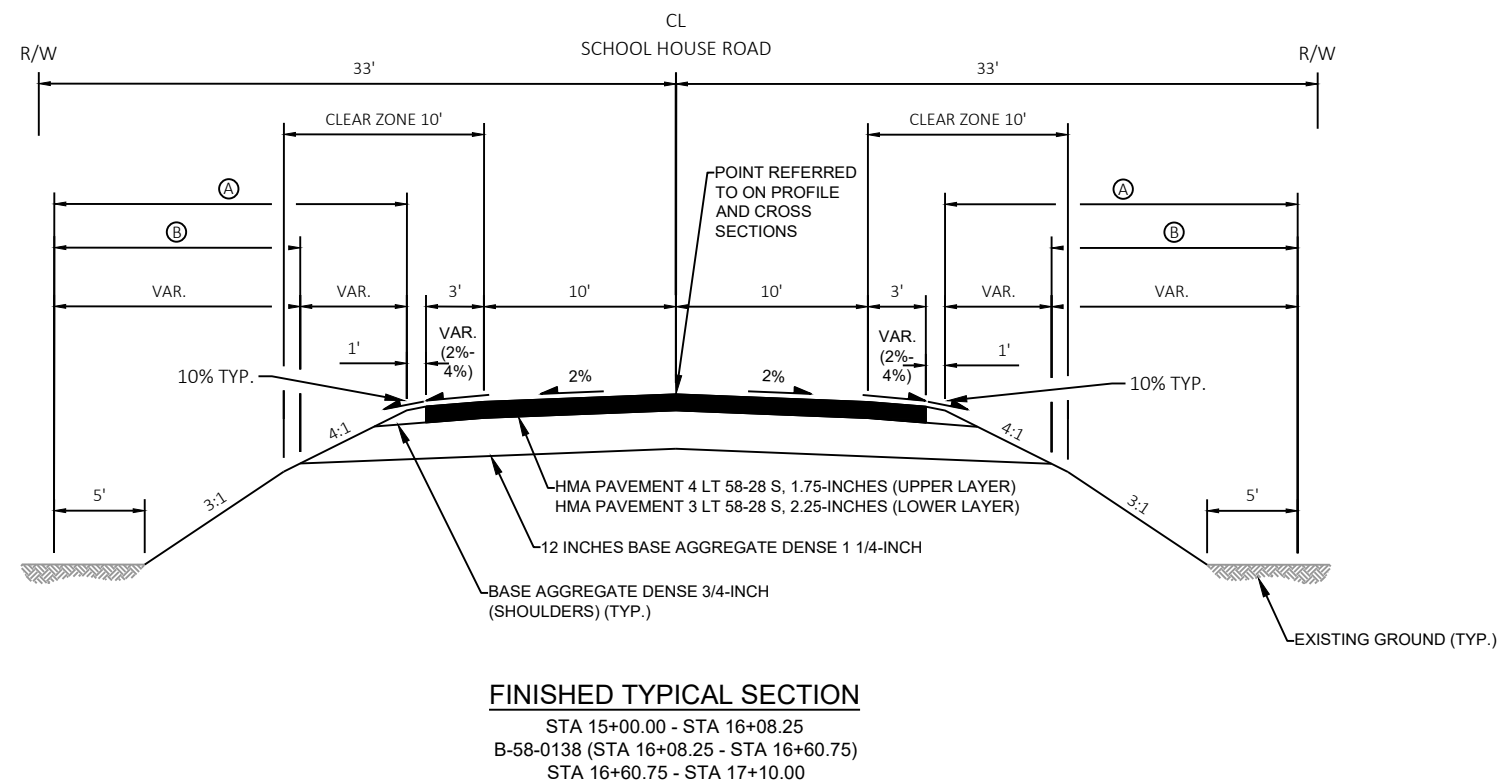 CL
SCHOOL HOUSE ROAD
R/W
R/W
33'
33'
CLEAR ZONE 10'
CLEAR ZONE 10'
POINT REFERRED
TO ON PROFILE
AND CROSS
SECTIONS
A
A
B
B
VAR.
VAR.
3'
10'
10'
3'
VAR.
VAR.
1'
VAR.
(2%-
4%)
2%
2%
VAR.
(2%-
4%)
1'
10% TYP.
10% TYP.
4:1
4:1
3:1
3:1
5'
5'
HMA PAVEMENT 4 LT 58-28 S, 1.75-INCHES (UPPER LAYER)
HMA PAVEMENT 3 LT 58-28 S, 2.25-INCHES (LOWER LAYER)
12 INCHES BASE AGGREGATE DENSE 1 1/4-INCH
BASE AGGREGATE DENSE 3/4-INCH
(SHOULDERS) (TYP.)
EXISTING GROUND (TYP.)
FINISHED TYPICAL SECTION
STA 15+00.00 - STA 16+08.25
B-58-0138 (STA 16+08.25 - STA 16+60.75)
STA 16+60.75 - STA 17+10.00